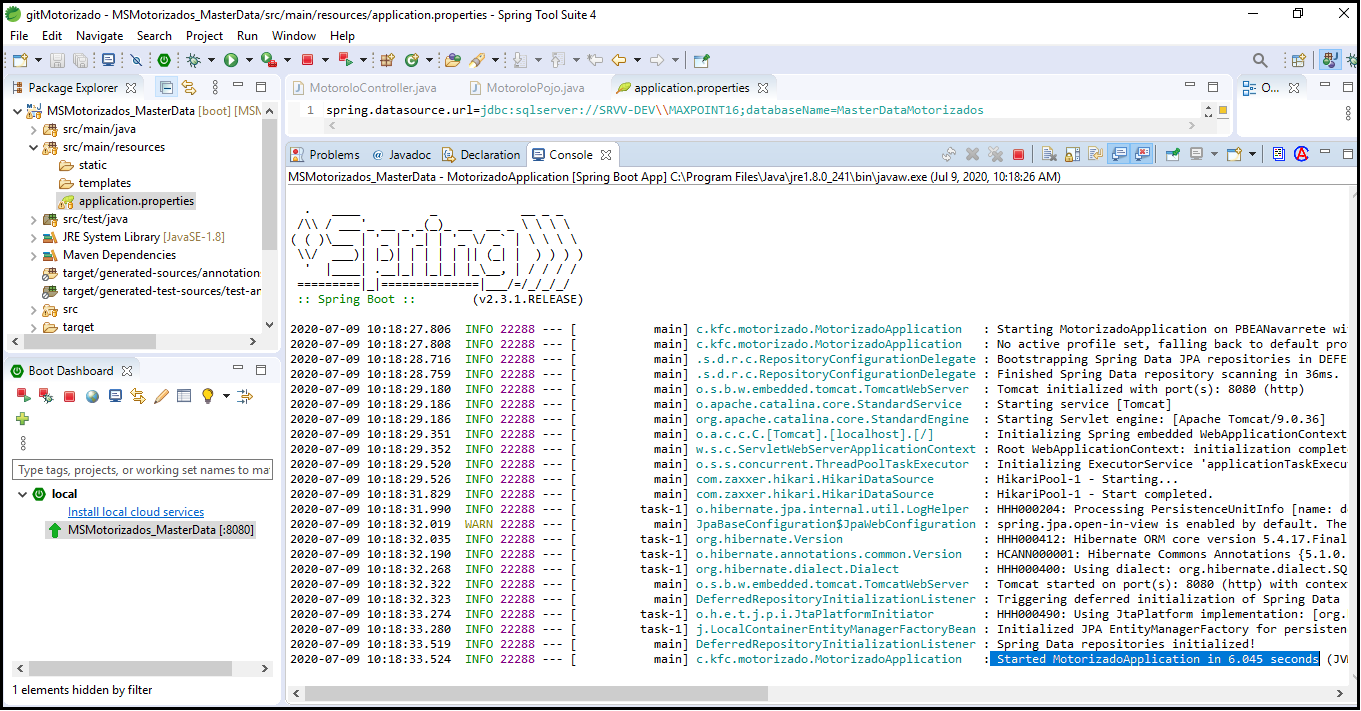 gitMotorizado - MSMotorizados_MasterData/src/main/resources/application.properties - Spring Tool Suite 4
File Edit Navigate Search Project Run Window Help
Package Explorer
MSMotorizados_MasterData [boot] [MSM
src/main/java
src/main/resources
static
templates
application.properties
src/test/java
JRE System Library [JavaSE-1.8]
Maven Dependencies
target/generated-sources/annotations
target/generated-test-sources/test-an
src
target
Boot Dashboard
Type tags, projects, or working set names to mat
local
Install local cloud services
MSMotorizados_MasterData [:8080]
1 elements hidden by filter
MotoroloController.java MotoroloPojo.java application.properties
1 spring.datasource.url=jdbc:sqlserver://SRVV-DEV\\MAXPOINT16;databaseName=MasterDataMotorizados
O...
Problems @ Javadoc Declaration Console
MSMotorizados_MasterData - MotorizadoApplication [Spring Boot App] C:\Program Files\Java\jre1.8.0_241\bin\javaw.exe (Jul 9, 2020, 10:18:26 AM)
  .   ____          _            __ _ _
 /\\ / ___'_ __ _ _(_)_ __  __ _ \ \ \ \
( ( )\___ | '_ | '_| | '_ \/ _` | \ \ \ \
 \\/  ___)| |_)| | | | | || (_| |  ) ) ) )
  '  |____| .__|_| |_|_| |_\__, | / / / /
 =========|_|==============|___/=/_/_/_/
 :: Spring Boot ::        (v2.3.1.RELEASE)
2020-07-09 10:18:27.806 INFO 22288 --- [ main] c.kfc.motorizado.MotorizadoApplication : Starting MotorizadoApplication on PBEANavarrete wi
2020-07-09 10:18:27.808 INFO 22288 --- [ main] c.kfc.motorizado.MotorizadoApplication : No active profile set, falling back to default pro
2020-07-09 10:18:28.716 INFO 22288 --- [ main] .s.d.r.c.RepositoryConfigurationDelegate : Bootstrapping Spring Data JPA repositories in DEFE
2020-07-09 10:18:28.759 INFO 22288 --- [ main] .s.d.r.c.RepositoryConfigurationDelegate : Finished Spring Data repository scanning in 36ms.
2020-07-09 10:18:29.180 INFO 22288 --- [ main] o.s.b.w.embedded.tomcat.TomcatWebServer : Tomcat initialized with port(s): 8080 (http)
2020-07-09 10:18:29.186 INFO 22288 --- [ main] o.apache.catalina.core.StandardService : Starting service [Tomcat]
2020-07-09 10:18:29.186 INFO 22288 --- [ main] org.apache.catalina.core.StandardEngine : Starting Servlet engine: [Apache Tomcat/9.0.36]
2020-07-09 10:18:29.351 INFO 22288 --- [ main] o.a.c.c.C.[Tomcat].[localhost].[/] : Initializing Spring embedded WebApplicationContext
2020-07-09 10:18:29.352 INFO 22288 --- [ main] w.s.c.ServletWebServerApplicationContext : Root WebApplicationContext: initialization complet
2020-07-09 10:18:29.520 INFO 22288 --- [ main] o.s.s.concurrent.ThreadPoolTaskExecutor : Initializing ExecutorService 'applicationTaskExecu
2020-07-09 10:18:29.526 INFO 22288 --- [ main] com.zaxxer.hikari.HikariDataSource : HikariPool-1 - Starting...
2020-07-09 10:18:31.829 INFO 22288 --- [ main] com.zaxxer.hikari.HikariDataSource : HikariPool-1 - Start completed.
2020-07-09 10:18:31.990 INFO 22288 --- [ task-1] o.hibernate.jpa.internal.util.LogHelper : HHH000204: Processing PersistenceUnitInfo [name: de
2020-07-09 10:18:32.019 WARN 22288 --- [ main] JpaBaseConfiguration$JpaWebConfiguration : spring.jpa.open-in-view is enabled by default. The
2020-07-09 10:18:32.035 INFO 22288 --- [ task-1] org.hibernate.Version : HHH000412: Hibernate ORM core version 5.4.17.Final
2020-07-09 10:18:32.190 INFO 22288 --- [ task-1] o.hibernate.annotations.common.Version : HCANN000001: Hibernate Commons Annotations {5.1.0.
2020-07-09 10:18:32.268 INFO 22288 --- [ task-1] org.hibernate.dialect.Dialect : HHH000400: Using dialect: org.hibernate.dialect.SQ
2020-07-09 10:18:32.322 INFO 22288 --- [ main] o.s.b.w.embedded.tomcat.TomcatWebServer : Tomcat started on port(s): 8080 (http) with contex
2020-07-09 10:18:32.323 INFO 22288 --- [ main] DeferredRepositoryInitializationListener : Triggering deferred initialization of Spring Data
2020-07-09 10:18:33.274 INFO 22288 --- [ task-1] o.h.e.t.j.p.i.JtaPlatformInitiator : HHH000490: Using JtaPlatform implementation: [org.
2020-07-09 10:18:33.280 INFO 22288 --- [ task-1] j.LocalContainerEntityManagerFactoryBean : Initialized JPA EntityManagerFactory for persisten
2020-07-09 10:18:33.519 INFO 22288 --- [ main] DeferredRepositoryInitializationListener : Spring Data repositories initialized!
2020-07-09 10:18:33.524 INFO 22288 --- [ main] c.kfc.motorizado.MotorizadoApplication : Started MotorizadoApplication in 6.045 seconds (JVM